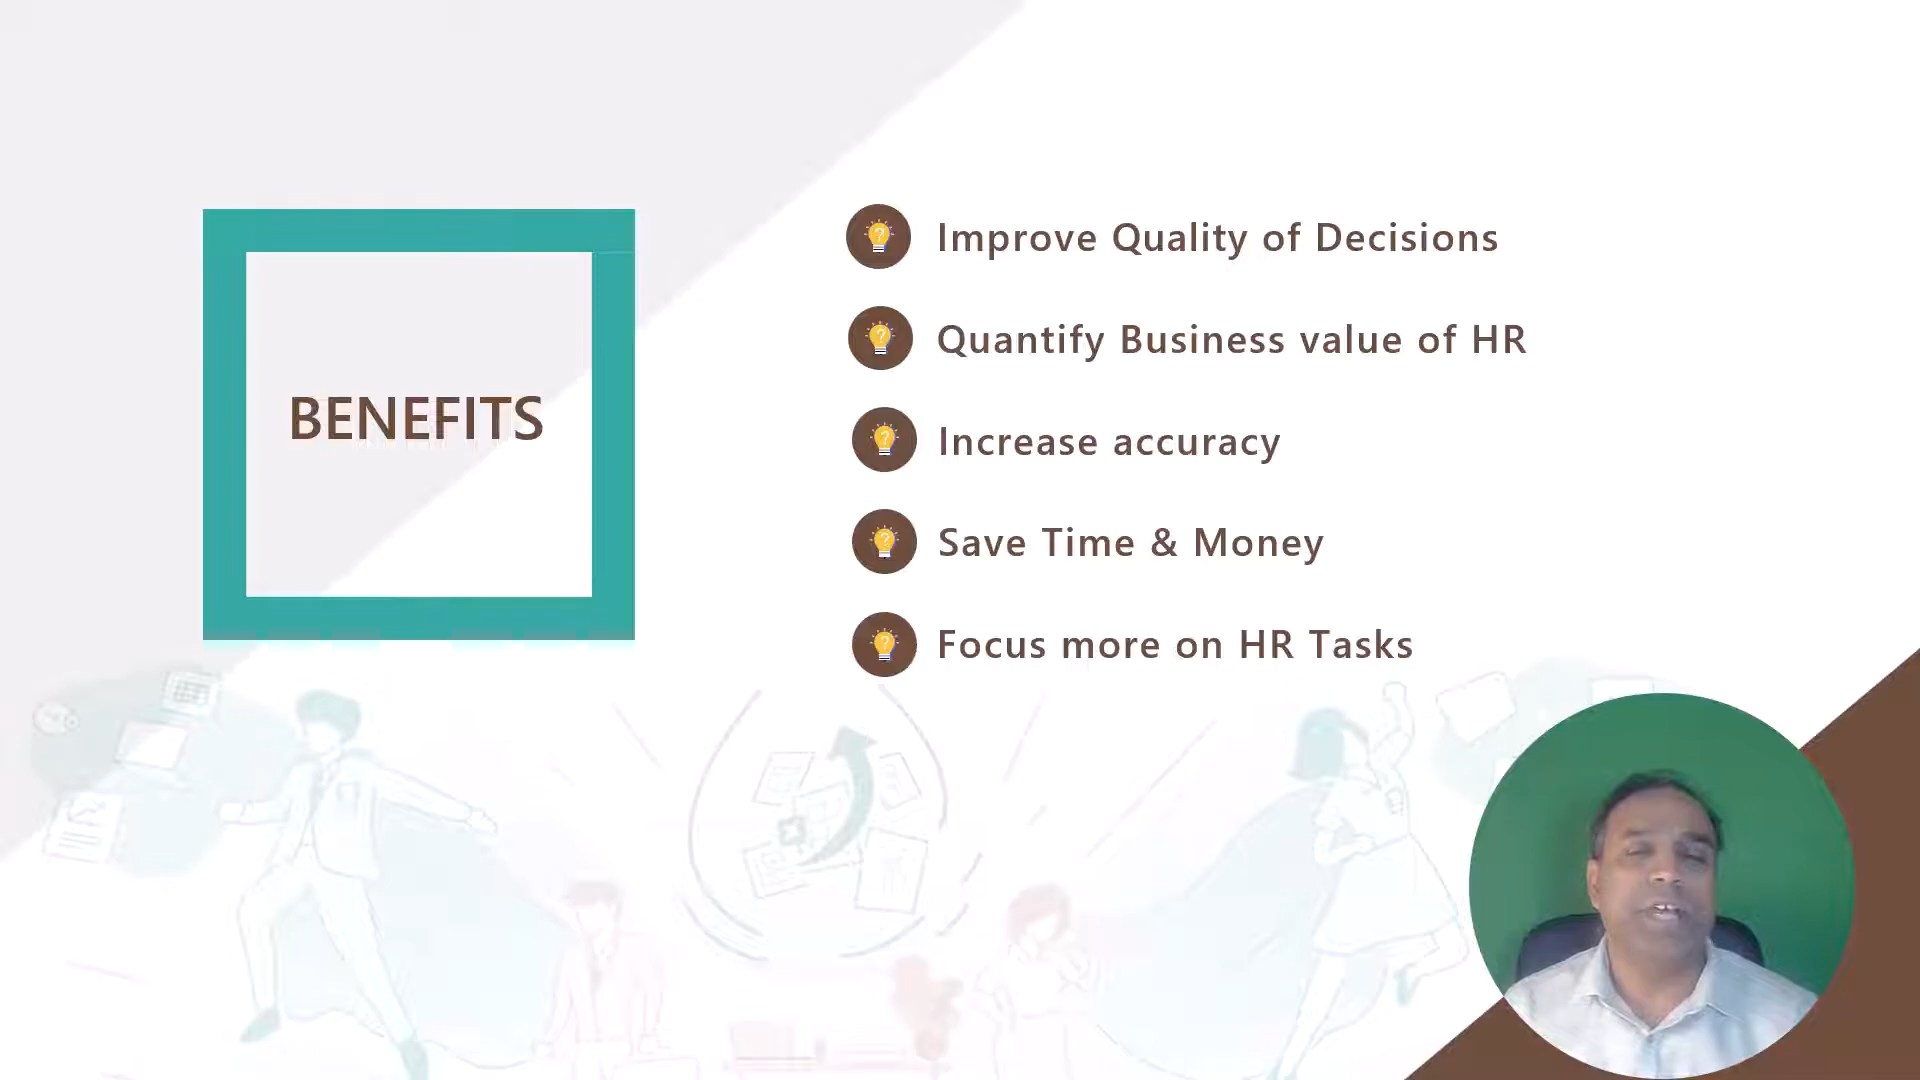 BENEFITS
Improve Quality of Decisions
Quantify Business value of HR
Increase accuracy
Save Time & Money
Focus more on HR Tasks